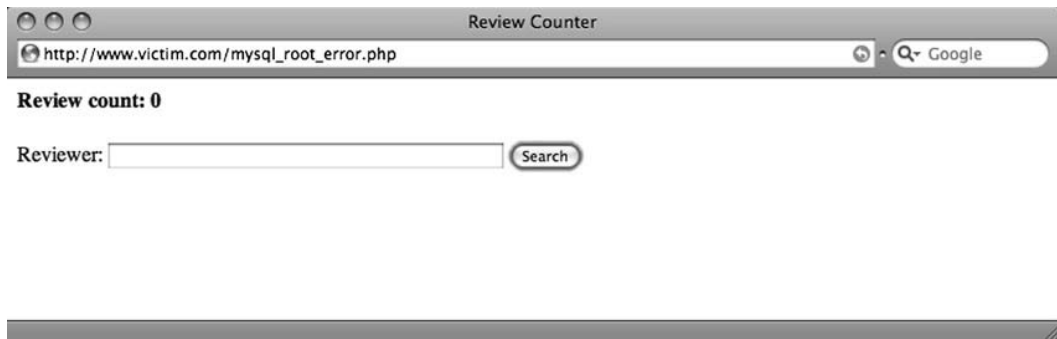 Review Counter
http://www.victim.com/mysql_root_error.php
Google
Review count: 0
Reviewer:
Search